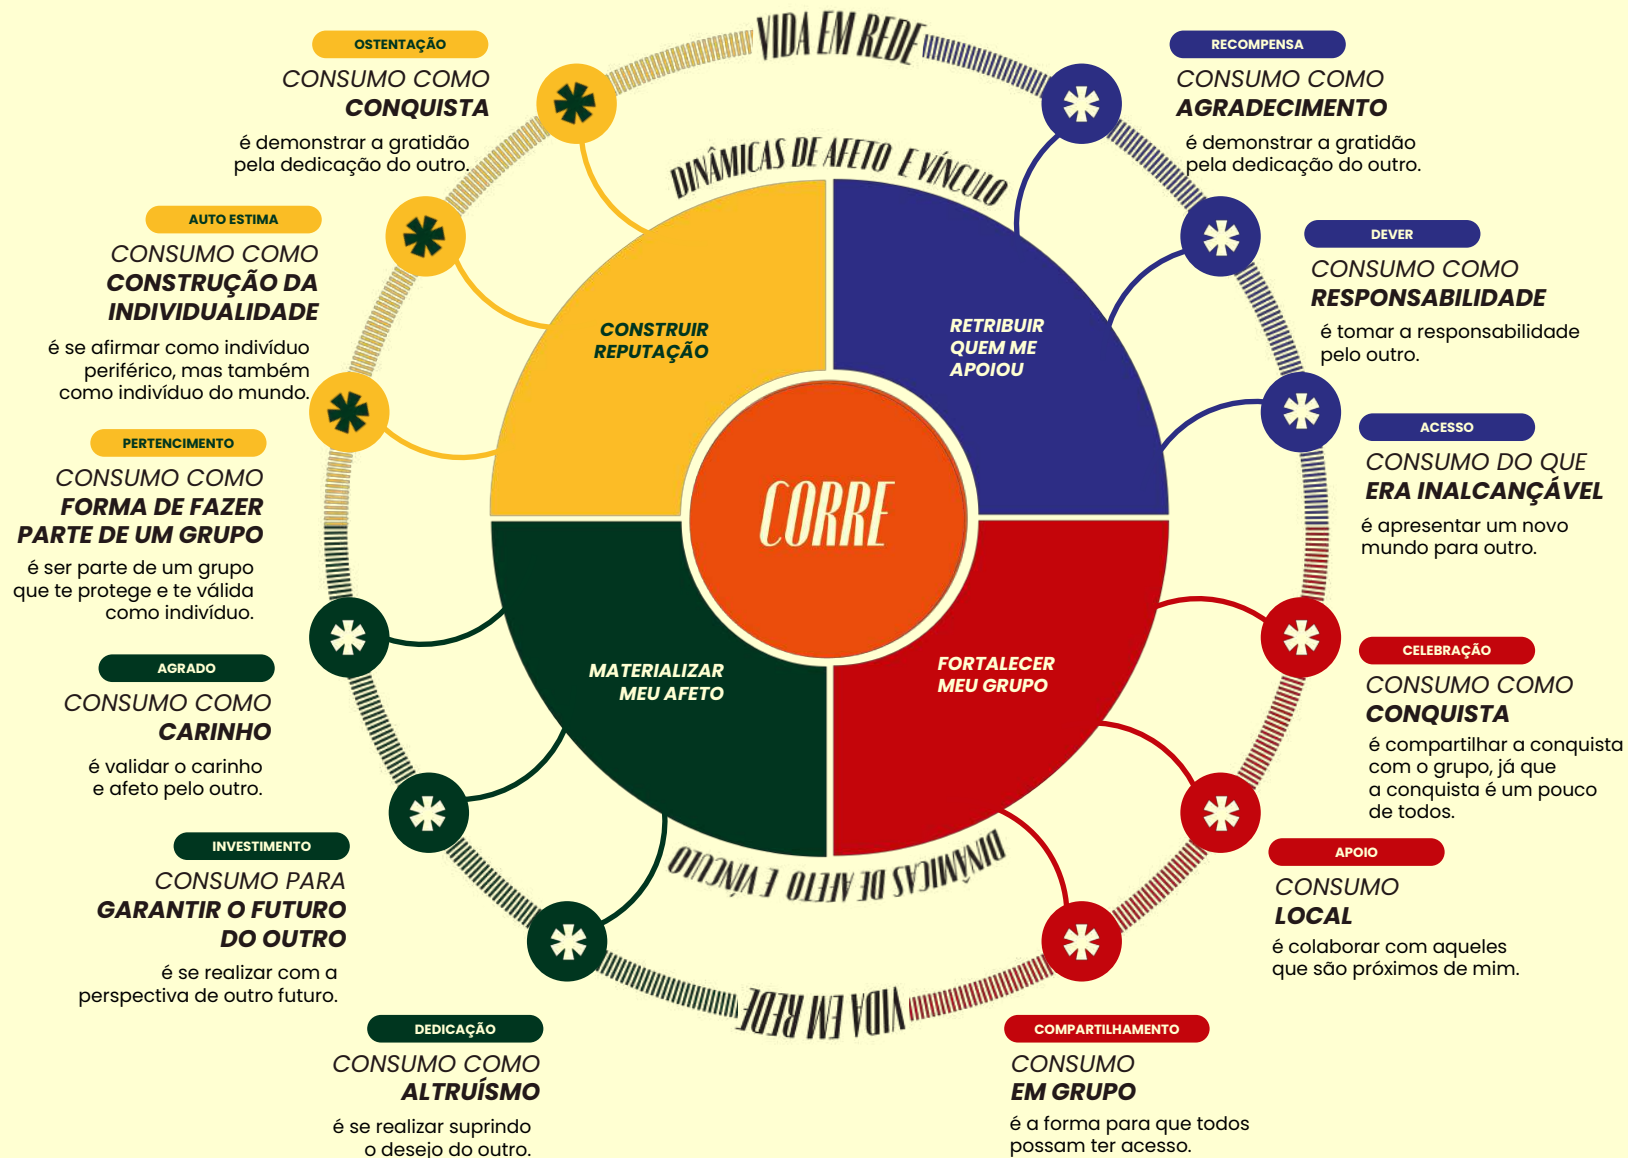 VIDA EM REDE
DINÂMICAS DE AFETO E VÍNCULO
OSTENTAÇÃO
CONSUMO COMO
CONQUISTA
é demonstrar a gratidão
pela dedicação do outro.
AUTO ESTIMA
CONSUMO COMO
CONSTRUÇÃO DA
INDIVIDUALIDADE
é se afirmar como indivíduo
periférico, mas também
como indivíduo do mundo.
PERTENCIMENTO
CONSUMO COMO
FORMA DE FAZER
PARTE DE UM GRUPO
é ser parte de um grupo
que te protege e te válida
como indivíduo.
AGRADO
CONSUMO COMO
CARINHO
é validar o carinho
e afeto pelo outro.
INVESTIMENTO
CONSUMO PARA
GARANTIR O FUTURO
DO OUTRO
é se realizar com a
perspectiva de outro futuro.
DEDICAÇÃO
CONSUMO COMO
ALTRUÍSMO
é se realizar suprindo
o desejo do outro.
CONSTRUIR
REPUTAÇÃO
RETRIBUIR
QUEM ME
APOIOU
CORRE
MATERIALIZAR
MEU AFETO
FORTALECER
MEU GRUPO
RECOMPENSA
CONSUMO COMO
AGRADECIMENTO
é demonstrar a gratidão
pela dedicação do outro.
DEVER
CONSUMO COMO
RESPONSABILIDADE
é tomar a responsabilidade
pelo outro.
ACESSO
CONSUMO DO QUE
ERA INALCANÇÁVEL
é apresentar um novo
mundo para outro.
CELEBRAÇÃO
CONSUMO COMO
CONQUISTA
é compartilhar a conquista
com o grupo, já que
a conquista é um pouco
de todos.
APOIO
CONSUMO
LOCAL
é colaborar com aqueles
que são próximos de mim.
COMPARTILHAMENTO
CONSUMO
EM GRUPO
é a forma para que todos
possam ter acesso.
DINÂMICAS DE AFETO E VÍNCULO
VIDA EM REDE